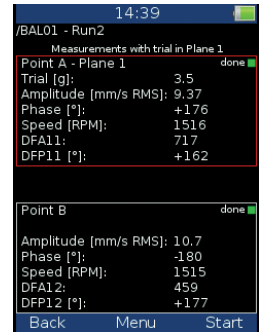 14:39
/BAL01 - Run2
Measurements with trial in Plane 1
Point A - Plane 1 done
Trial [g]: 3.5
Amplitude [mm/s RMS]: 9.37
Phase [°]: +176
Speed [RPM]: 1516
DFA11: 717
DFP11 [°]: +162
Point B done
Amplitude [mm/s RMS]: 10.7
Phase [°]: -180
Speed [RPM]: 1515
DFA12: 459
DFP12 [°]: +177
Back Menu Start